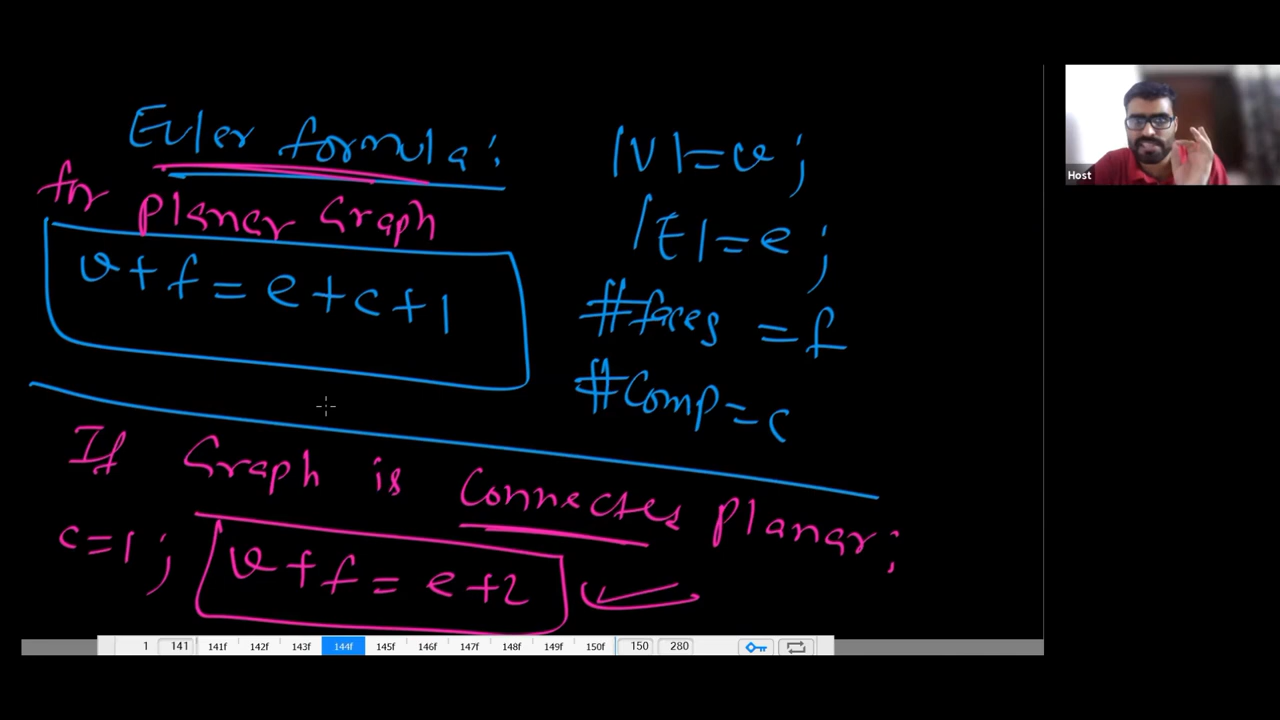 Euler formula:
for planar Graph
v + f = e + c + 1
|V| = v ;
|E| = e ;
#faces = f
#Comp = c
If Graph is Connected planar;
c = 1 ; v + f = e + 2
Host
1 141 141f 142f 143f 144f 145f 146f 147f 148f 149f 150f 150 280